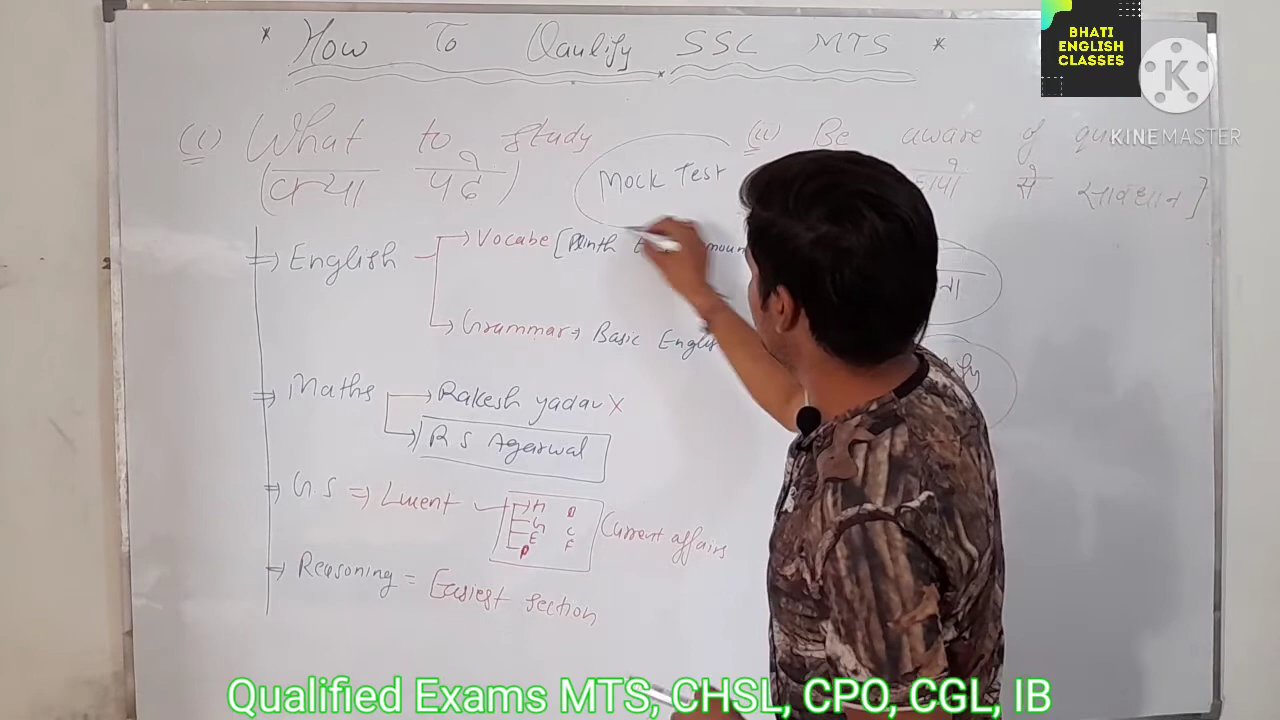 * How To Qaulify SSC MTS *
BHATI
ENGLISH
CLASSES
K
KINEMASTER
(i) What to study
(क्या पढे)
Mock Test
(ii) Be aware of
से सावधान]
=> English
Vocabe [Plinth
Grammar → Basic English
=> Maths
Rakesh yadav X
R S Agarwal
=> G.S => Lucent
H
G
E
P
P
C
Current affairs
=> Reasoning = Easiest section
Qualified Exams MTS, CHSL, CPO, CGL, IB